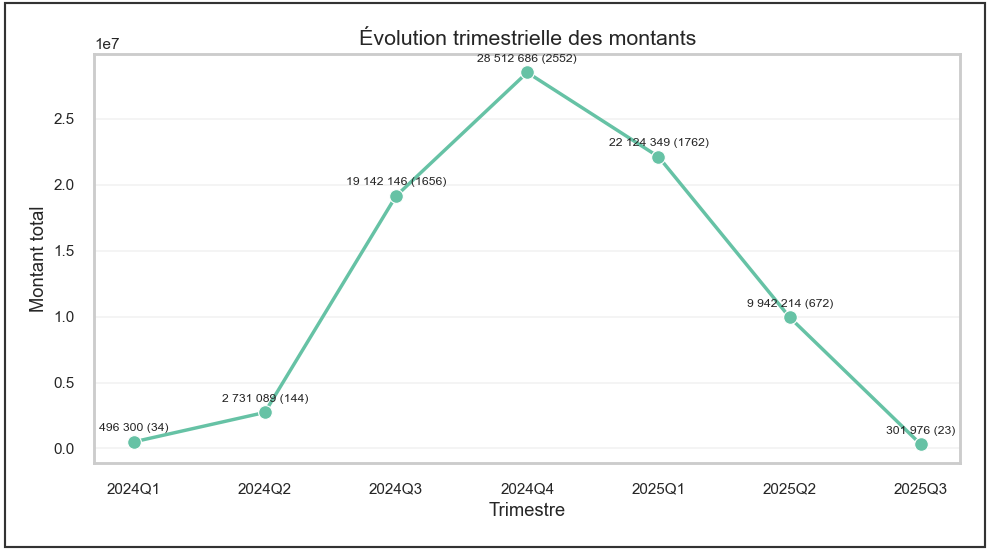 Évolution trimestrielle des montants
1e7
28 512 686 (2552)
2.5
22 124 349 (1762)
2.0
19 142 146 (1656)
1.5
Montant total
1.0
9 942 214 (672)
0.5
2 731 089 (144)
496 300 (34)
301 976 (23)
0.0
2024Q1 2024Q2 2024Q3 2024Q4 2025Q1 2025Q2 2025Q3
Trimestre